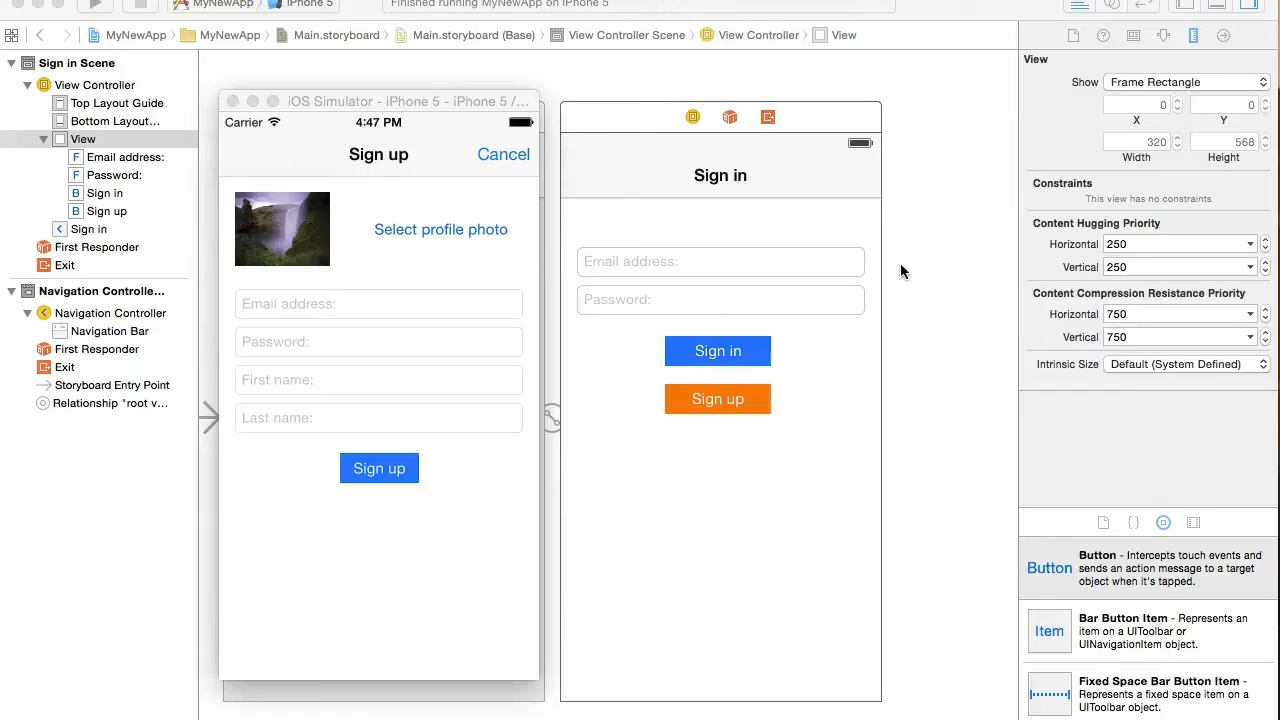 MyNewApp
iPhone 5
Finished running MyNewApp on iPhone 5
MyNewApp
MyNewApp
Main.storyboard
Main.storyboard (Base)
View Controller Scene
View Controller
View
Sign in Scene
View Controller
Top Layout Guide
Bottom Layout...
View
F Email address:
F Password:
B Sign in
B Sign up
Sign in
First Responder
Exit
Navigation Controlle...
Navigation Controller
Navigation Bar
First Responder
Exit
Storyboard Entry Point
Relationship "root v...
iOS Simulator - iPhone 5 - iPhone 5 /...
Carrier
4:47 PM
Sign up
Cancel
Select profile photo
Email address:
Password:
First name:
Last name:
Sign up
Sign in
Email address:
Password:
Sign in
Sign up
View
Show Frame Rectangle
0 0
X Y
320 568
Width Height
Constraints
This view has no constraints
Content Hugging Priority
Horizontal 250
Vertical 250
Content Compression Resistance Priority
Horizontal 750
Vertical 750
Intrinsic Size Default (System Defined)
Button
Button - Intercepts touch events and
sends an action message to a target
object when it's tapped.
Item
Bar Button Item - Represents an
item on a UIToolbar or
UINavigationItem object.
Fixed Space Bar Button Item -
Represents a fixed space item on a
UIToolbar object.